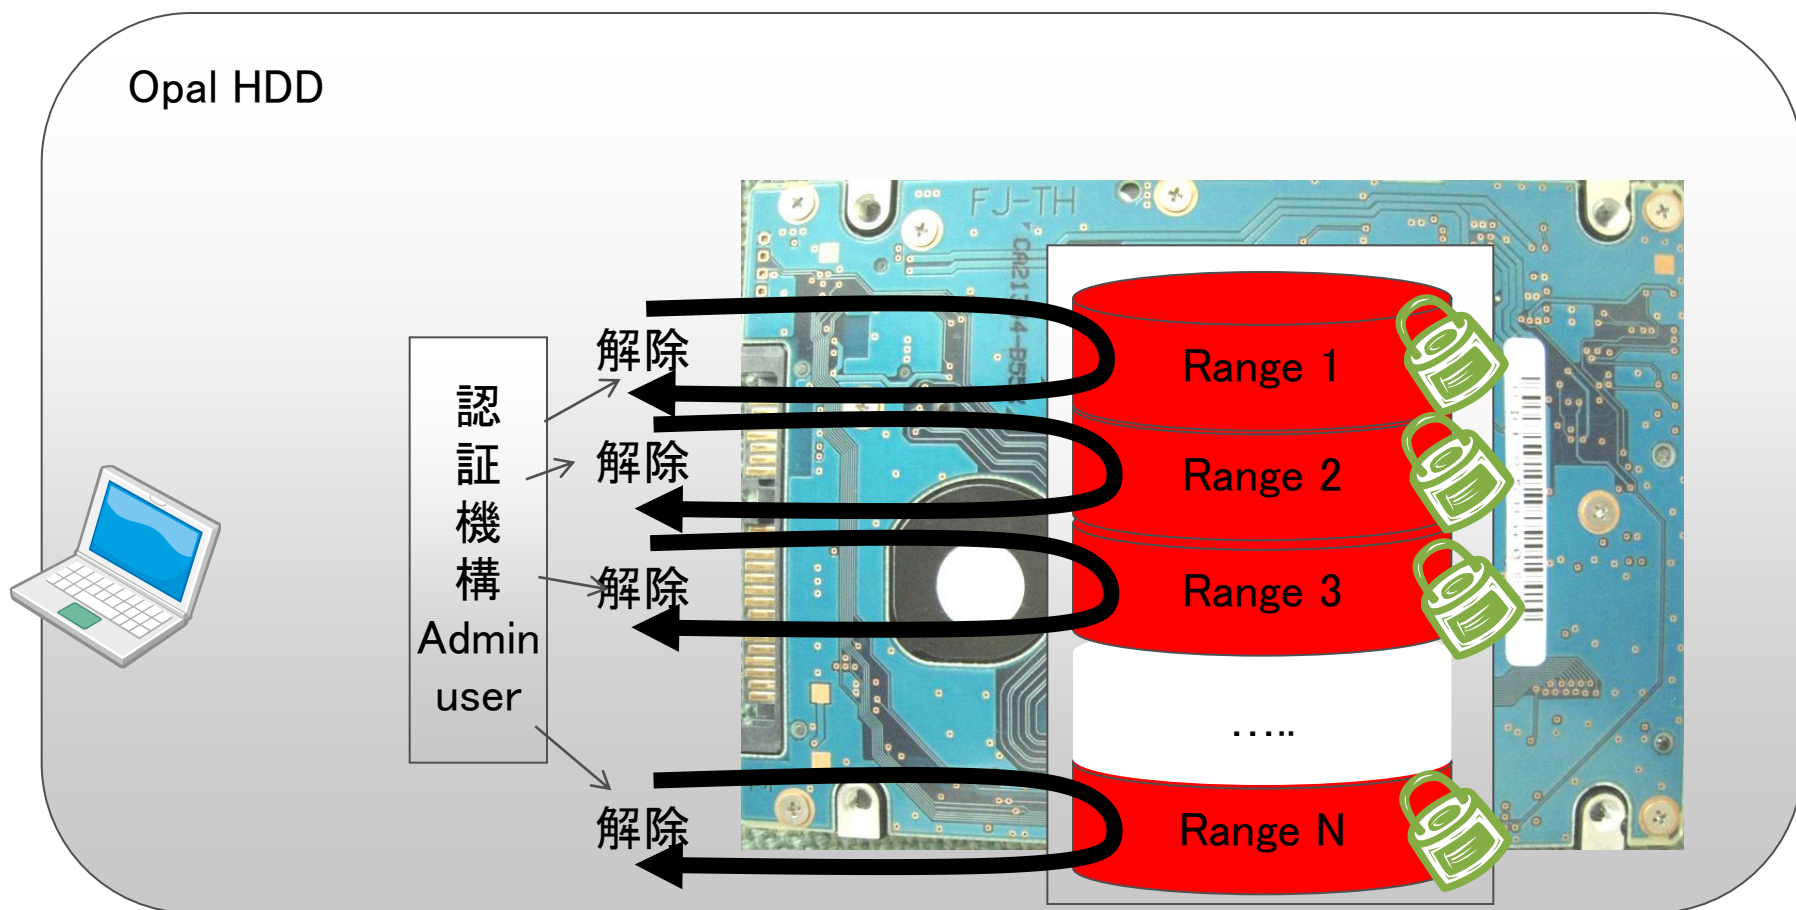 Opal HDD
FJ-TH
解除
Range 1
認
証
機
構
Admin
user
解除
Range 2
解除
Range 3
.....
解除
Range N